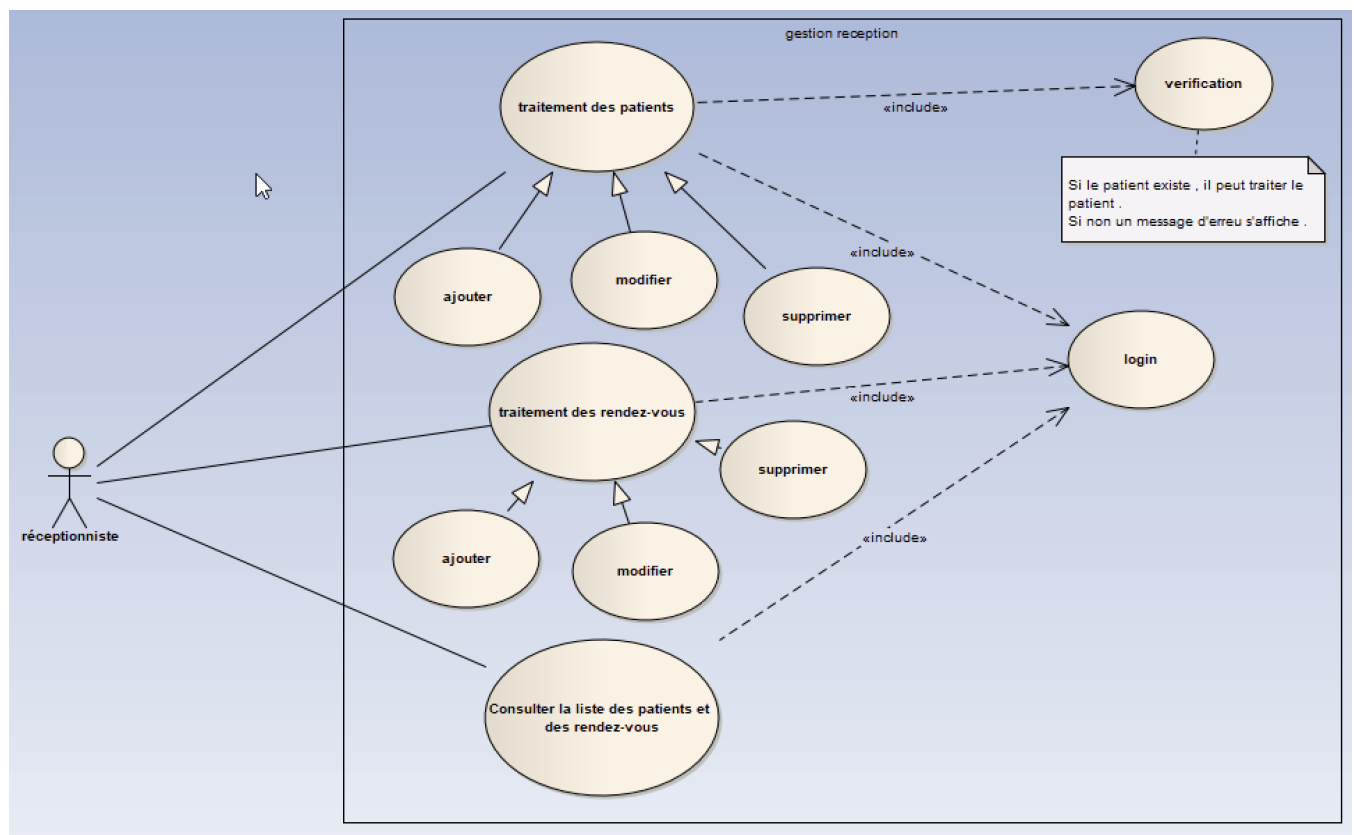 gestion reception
traitement des patients
verification
«include»
Si le patient existe , il peut traiter le
patient .
Si non un message d'erreu s'affiche .
«include»
ajouter
modifier
supprimer
login
traitement des rendez-vous
«include»
supprimer
réceptionniste
ajouter
modifier
«include»
Consulter la liste des patients et
des rendez-vous